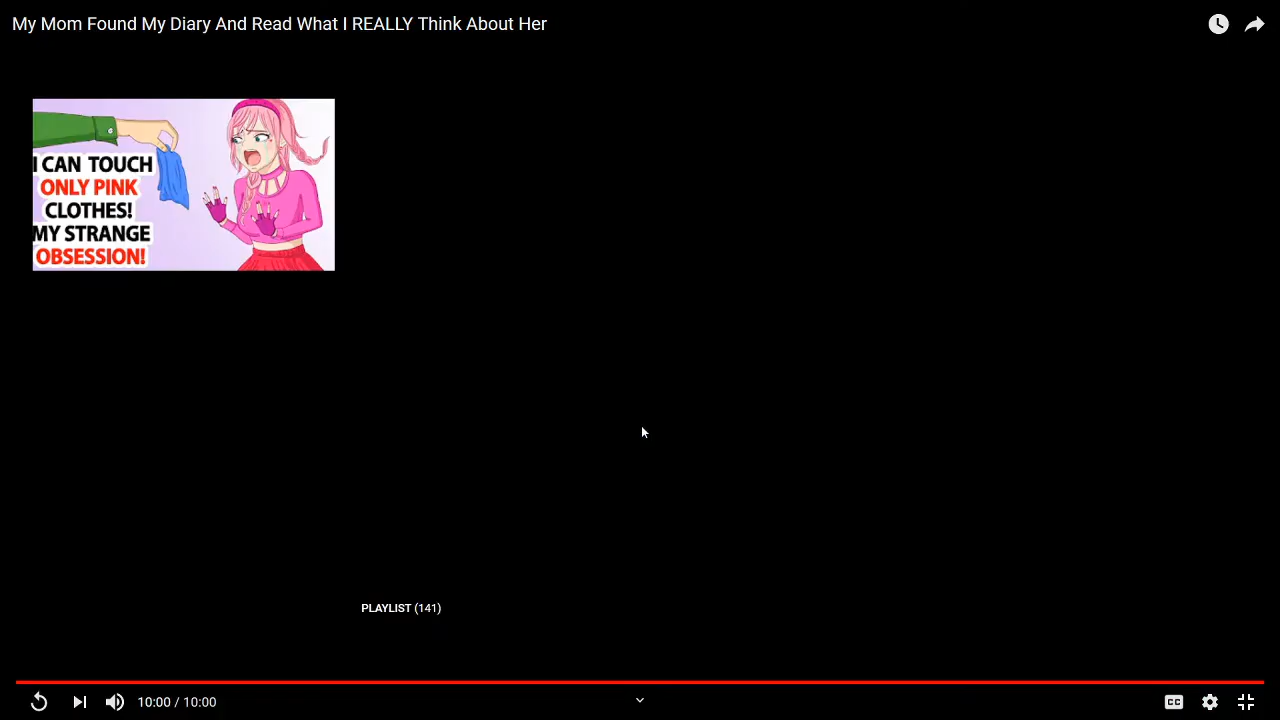 My Mom Found My Diary And Read What I REALLY Think About Her
I CAN TOUCH
ONLY PINK
CLOTHES!
MY STRANGE
OBSESSION!
PLAYLIST (141)
10:00 / 10:00
CC